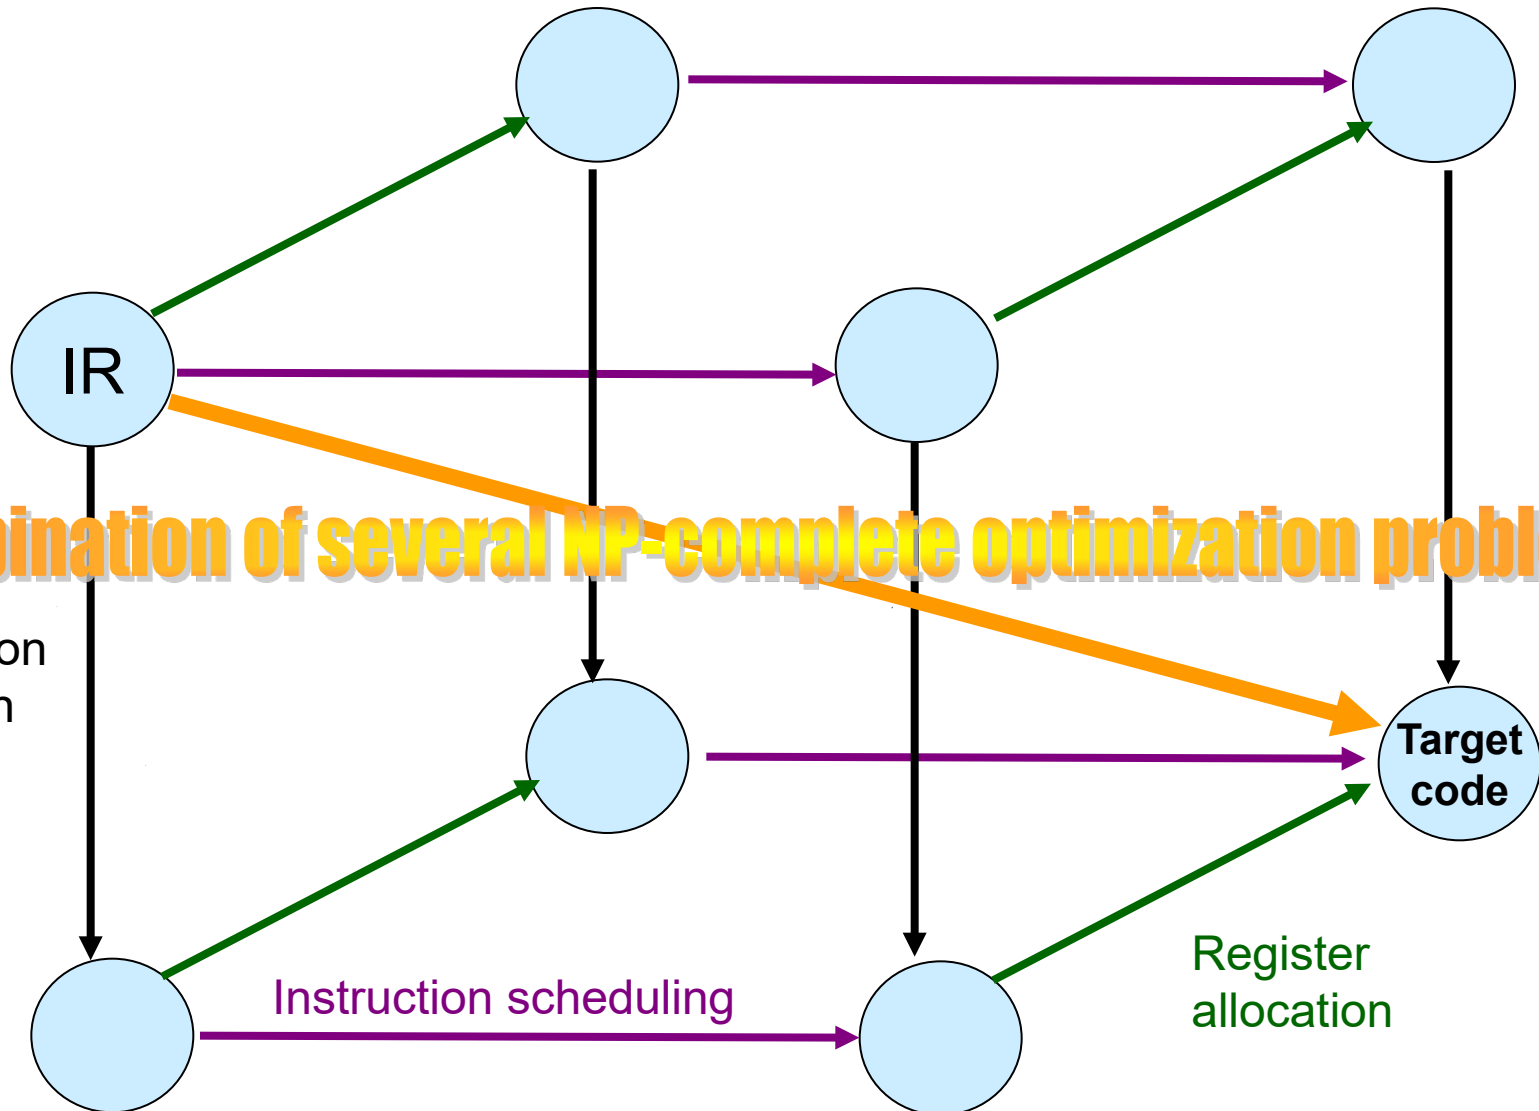 IR
bination of several NP-complete optimization probl
on
n
Target
code
Register
allocation
Instruction scheduling